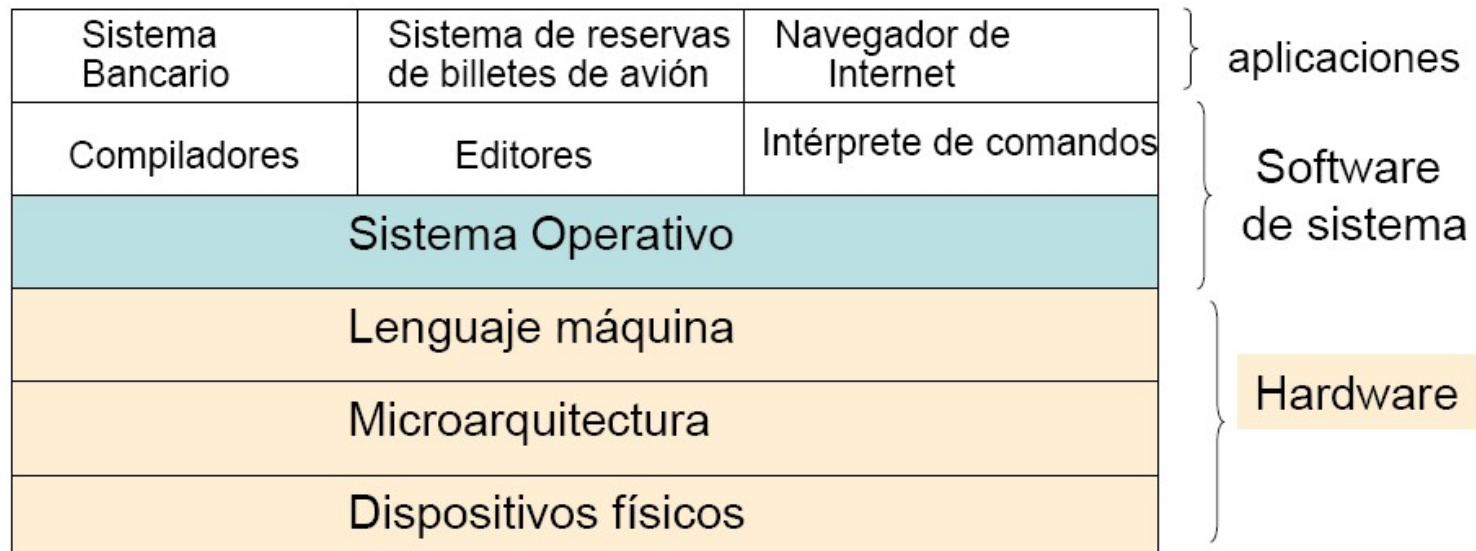 Sistema
Bancario
Sistema de reservas
de billetes de avión
Navegador de
Internet
aplicaciones
Compiladores
Editores
Intérprete de comandos
Software
de sistema
Sistema Operativo
Lenguaje máquina
Microarquitectura
Dispositivos físicos
Hardware